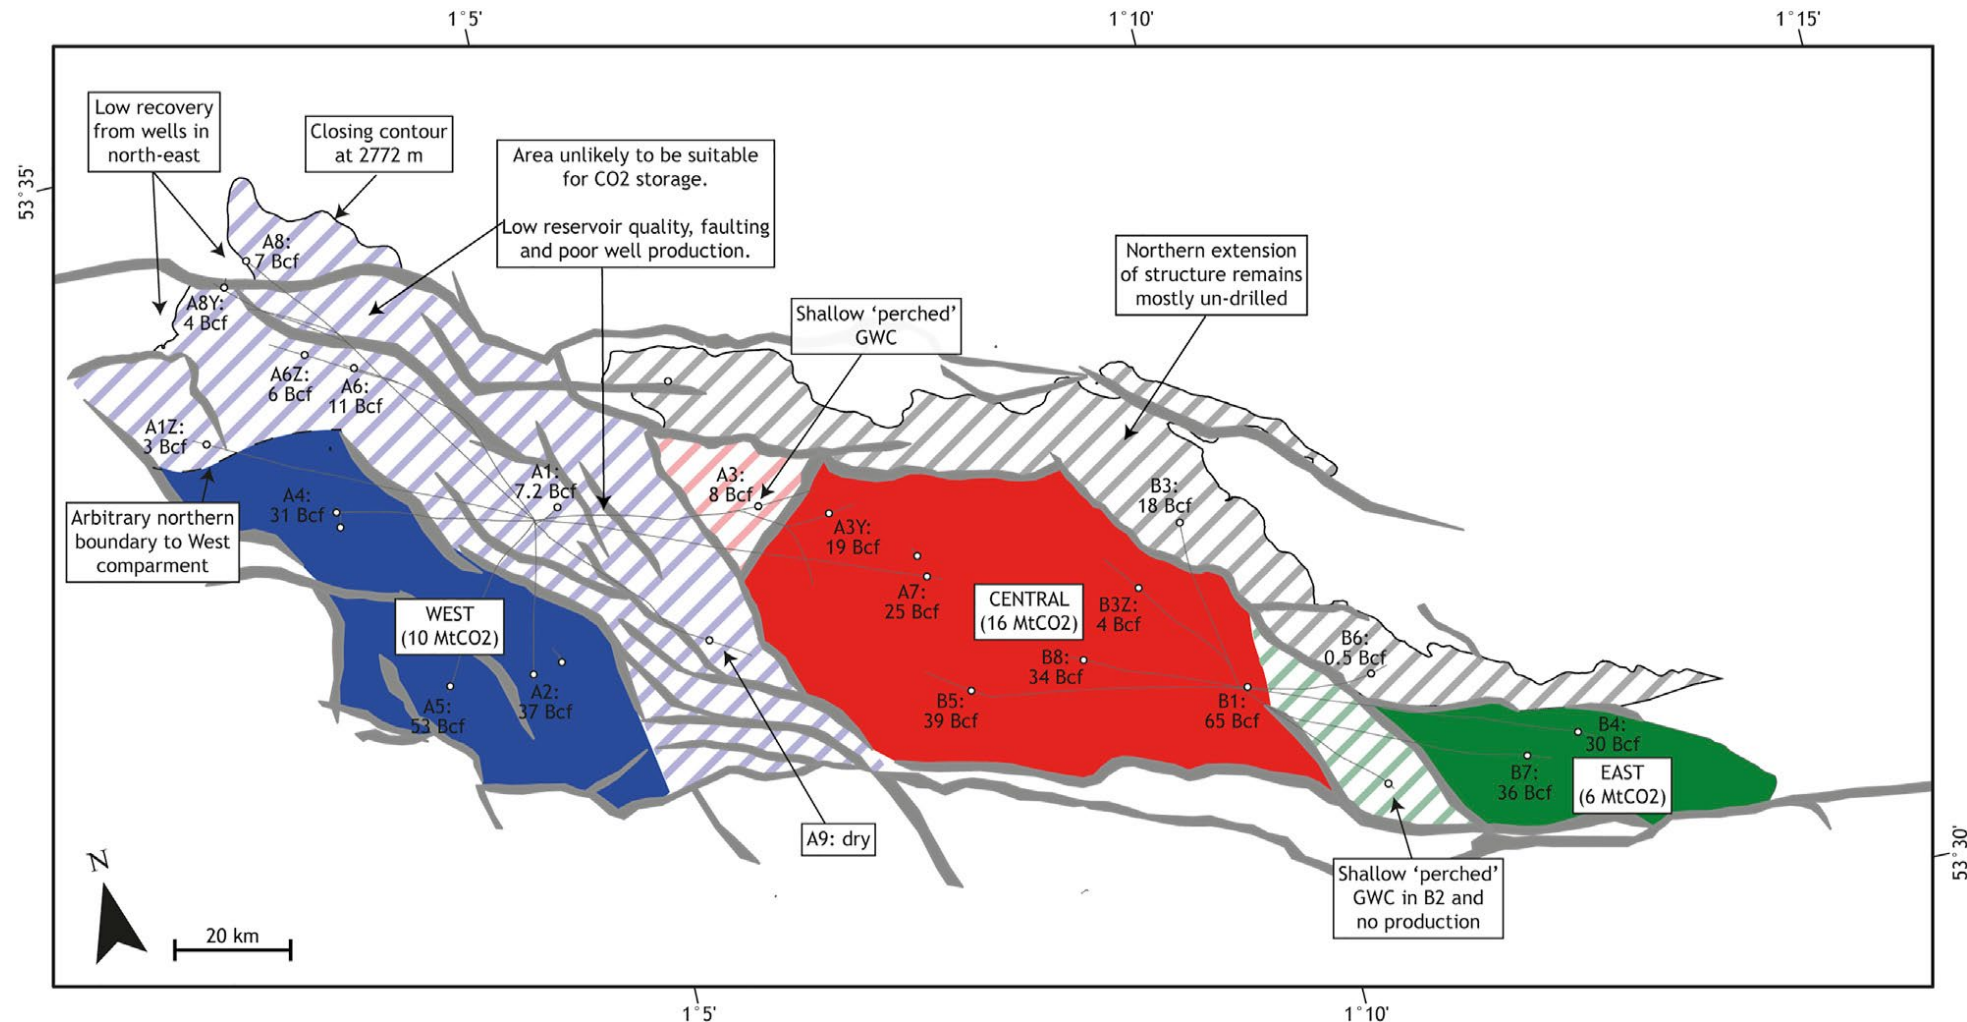 1°5'
1°10'
1°15'
53°35'
Low recovery
from wells in
north-east
Closing contour
at 2772 m
Area unlikely to be suitable
for CO2 storage.
Low reservoir quality, faulting
and poor well production.
Northern extension
of structure remains
mostly un-drilled
Shallow ‘perched’
GWC
A8:
7 Bcf
A8Y:
4 Bcf
A6Z:
6 Bcf
A6:
11 Bcf
A1Z:
3 Bcf
A1:
7.2 Bcf
A3:
8 Bcf
B3:
18 Bcf
A4:
31 Bcf
Arbitrary northern
boundary to West
comparment
A3Y:
19 Bcf
A7:
25 Bcf
WEST
(10 MtCO2)
CENTRAL
(16 MtCO2)
B3Z:
4 Bcf
B6:
0.5 Bcf
B8:
34 Bcf
A5:
53 Bcf
A2:
37 Bcf
B5:
39 Bcf
B1:
65 Bcf
B4:
30 Bcf
B7:
36 Bcf
EAST
(6 MtCO2)
A9: dry
Shallow ‘perched’
GWC in B2 and
no production
N
20 km
53°30'
1°5'
1°10'